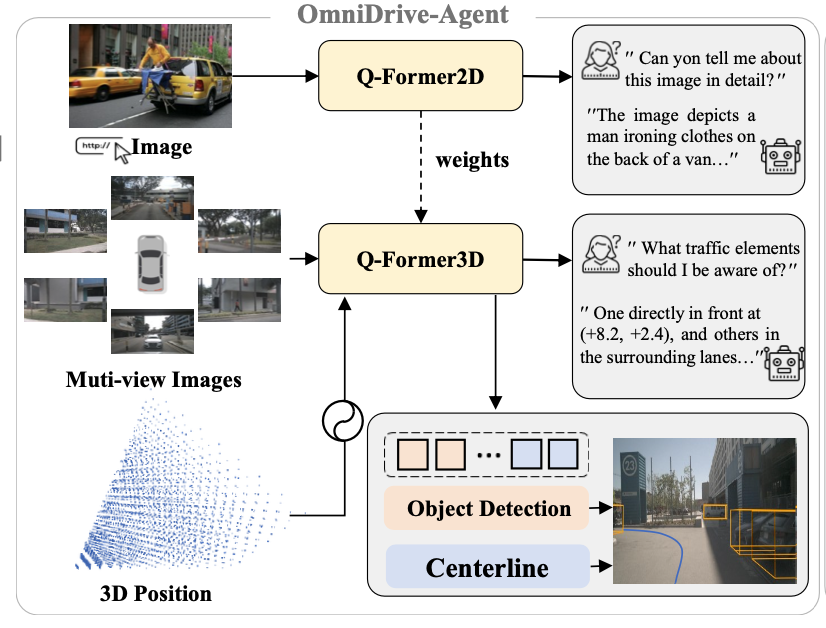 OmniDrive-Agent
Q-Former2D
" Can yon tell me about
this image in detail?"
"The image depicts a
man ironing clothes on
the back of a van…"
http://
Image
weights
Q-Former3D
" What traffic elements
should I be aware of?"
" One directly in front at
(+8.2, +2.4), and others in
the surrounding lanes…"
Muti-view Images
3D Position
...
Object Detection
Centerline
23